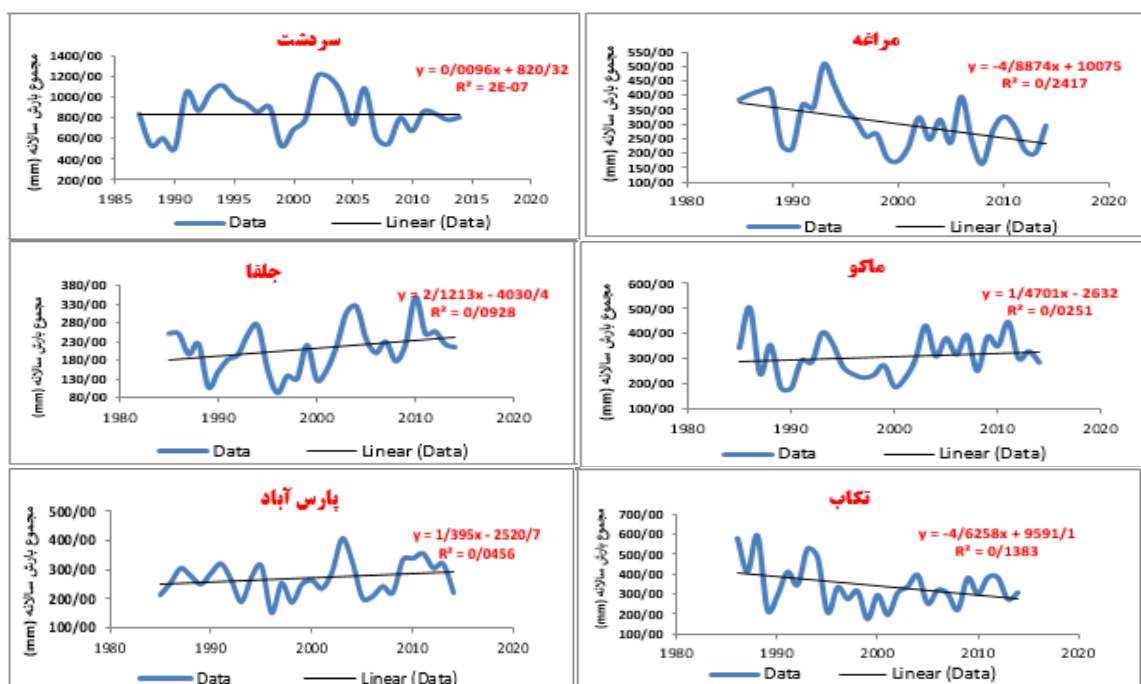 سردشت
مجموع بارش سالانه (mm)
y = 0/0096x + 820/32
R² = 2E-07
1400/00
1200/00
1000/00
800/00
600/00
400/00
200/00
1985 1990 1995 2000 2005 2010 2015 2020
Data Linear (Data)
مراغه
مجموع بارش سالانه (mm)
y = -4/8874x + 10075
R² = 0/2417
550/00
500/00
450/00
400/00
350/00
300/00
250/00
200/00
150/00
100/00
1980 1990 2000 2010 2020
Data Linear (Data)
جلفا
مجموع بارش سالانه (mm)
y = 2/1213x - 4030/4
R² = 0/0928
380/00
330/00
280/00
230/00
180/00
130/00
80/00
1980 1990 2000 2010 2020
Data Linear (Data)
ماکو
مجموع بارش سالانه (mm)
y = 1/4701x - 2632
R² = 0/0251
600/00
500/00
400/00
300/00
200/00
100/00
1980 1990 2000 2010 2020
Data Linear (Data)
پارس آباد
مجموع بارش سالانه (mm)
y = 1/395x - 2520/7
R² = 0/0456
500/00
400/00
300/00
200/00
100/00
1980 1990 2000 2010 2020
Data Linear (Data)
تکاب
مجموع بارش سالانه (mm)
y = -4/6258x + 9591/1
R² = 0/1383
700/00
600/00
500/00
400/00
300/00
200/00
100/00
1980 1990 2000 2010 2020
Data Linear (Data)